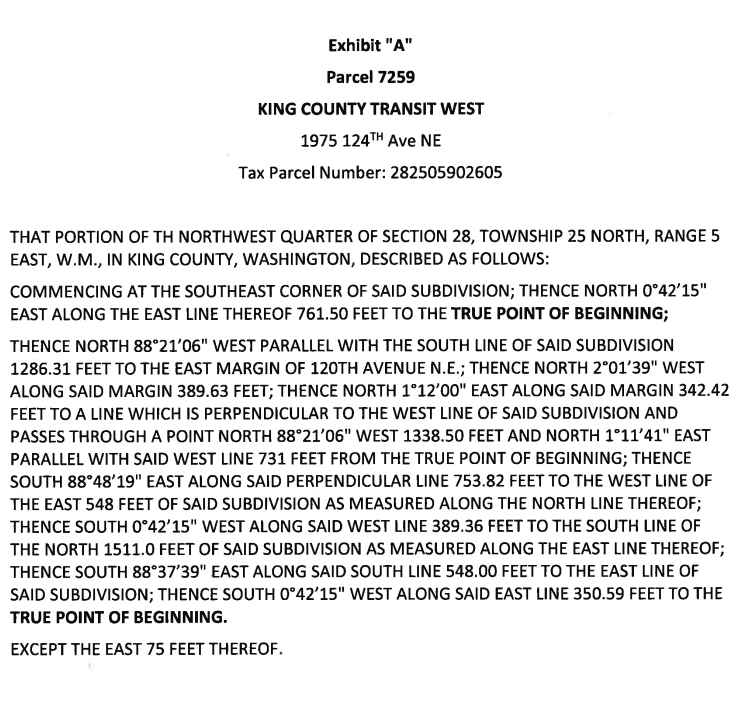 Exhibit "A"
Parcel 7259
KING COUNTY TRANSIT WEST
1975 124TH Ave NE
Tax Parcel Number: 282505902605
THAT PORTION OF TH NORTHWEST QUARTER OF SECTION 28, TOWNSHIP 25 NORTH, RANGE 5
EAST, W.M., IN KING COUNTY, WASHINGTON, DESCRIBED AS FOLLOWS:
COMMENCING AT THE SOUTHEAST CORNER OF SAID SUBDIVISION; THENCE NORTH 0°42'15"
EAST ALONG THE EAST LINE THEREOF 761.50 FEET TO THE TRUE POINT OF BEGINNING;
THENCE NORTH 88°21'06" WEST PARALLEL WITH THE SOUTH LINE OF SAID SUBDIVISION
1286.31 FEET TO THE EAST MARGIN OF 120TH AVENUE N.E.; THENCE NORTH 2°01'39" WEST
ALONG SAID MARGIN 389.63 FEET; THENCE NORTH 1°12'00" EAST ALONG SAID MARGIN 342.42
FEET TO A LINE WHICH IS PERPENDICULAR TO THE WEST LINE OF SAID SUBDIVISION AND
PASSES THROUGH A POINT NORTH 88°21'06" WEST 1338.50 FEET AND NORTH 1°11'41" EAST
PARALLEL WITH SAID WEST LINE 731 FEET FROM THE TRUE POINT OF BEGINNING; THENCE
SOUTH 88°48'19" EAST ALONG SAID PERPENDICULAR LINE 753.82 FEET TO THE WEST LINE OF
THE EAST 548 FEET OF SAID SUBDIVISION AS MEASURED ALONG THE NORTH LINE THEREOF;
THENCE SOUTH 0°42'15" WEST ALONG SAID WEST LINE 389.36 FEET TO THE SOUTH LINE OF
THE NORTH 1511.0 FEET OF SAID SUBDIVISION AS MEASURED ALONG THE EAST LINE THEREOF;
THENCE SOUTH 88°37'39" EAST ALONG SAID SOUTH LINE 548.00 FEET TO THE EAST LINE OF
SAID SUBDIVISION; THENCE SOUTH 0°42'15" WEST ALONG SAID EAST LINE 350.59 FEET TO THE
TRUE POINT OF BEGINNING.
EXCEPT THE EAST 75 FEET THEREOF.